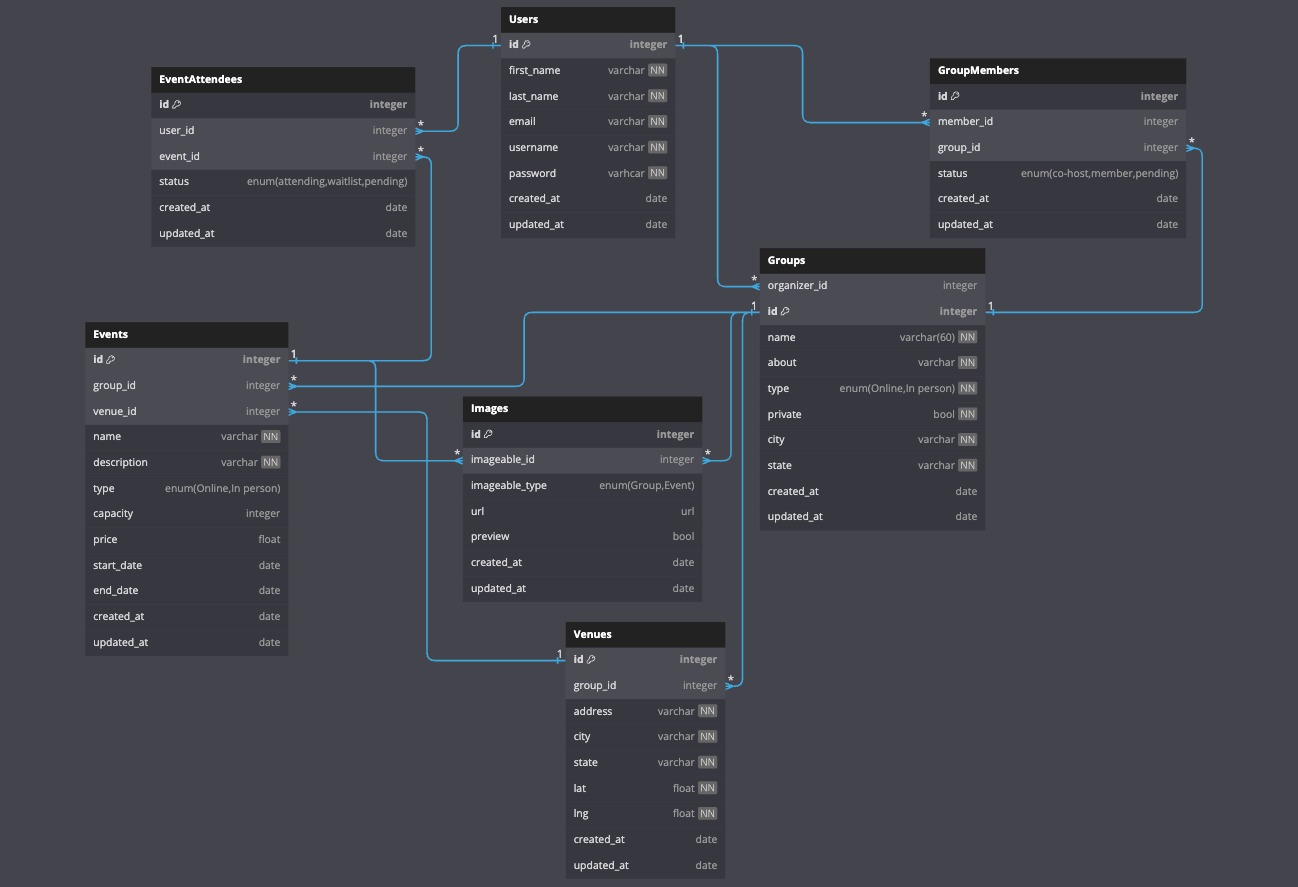 Users
id integer
first_name varchar NN
last_name varchar NN
email varchar NN
username varchar NN
password varhcar NN
created_at date
updated_at date
EventAttendees
id integer
user_id integer
event_id integer
status enum(attending,waitlist,pending)
created_at date
updated_at date
GroupMembers
id integer
member_id integer
group_id integer
status enum(co-host,member,pending)
created_at date
updated_at date
Groups
organizer_id integer
id integer
name varchar(60) NN
about varchar NN
type enum(Online,In person) NN
private bool NN
city varchar NN
state varchar NN
created_at date
updated_at date
Events
id integer
group_id integer
venue_id integer
name varchar NN
description varchar NN
type enum(Online,In person)
capacity integer
price float
start_date date
end_date date
created_at date
updated_at date
Images
id integer
imageable_id integer
imageable_type enum(Group,Event)
url url
preview bool
created_at date
updated_at date
Venues
id integer
group_id integer
address varchar NN
city varchar NN
state varchar NN
lat float NN
lng float NN
created_at date
updated_at date
1
1
*
*
*
*
*
1
1
1
*
*
*
*
1
*